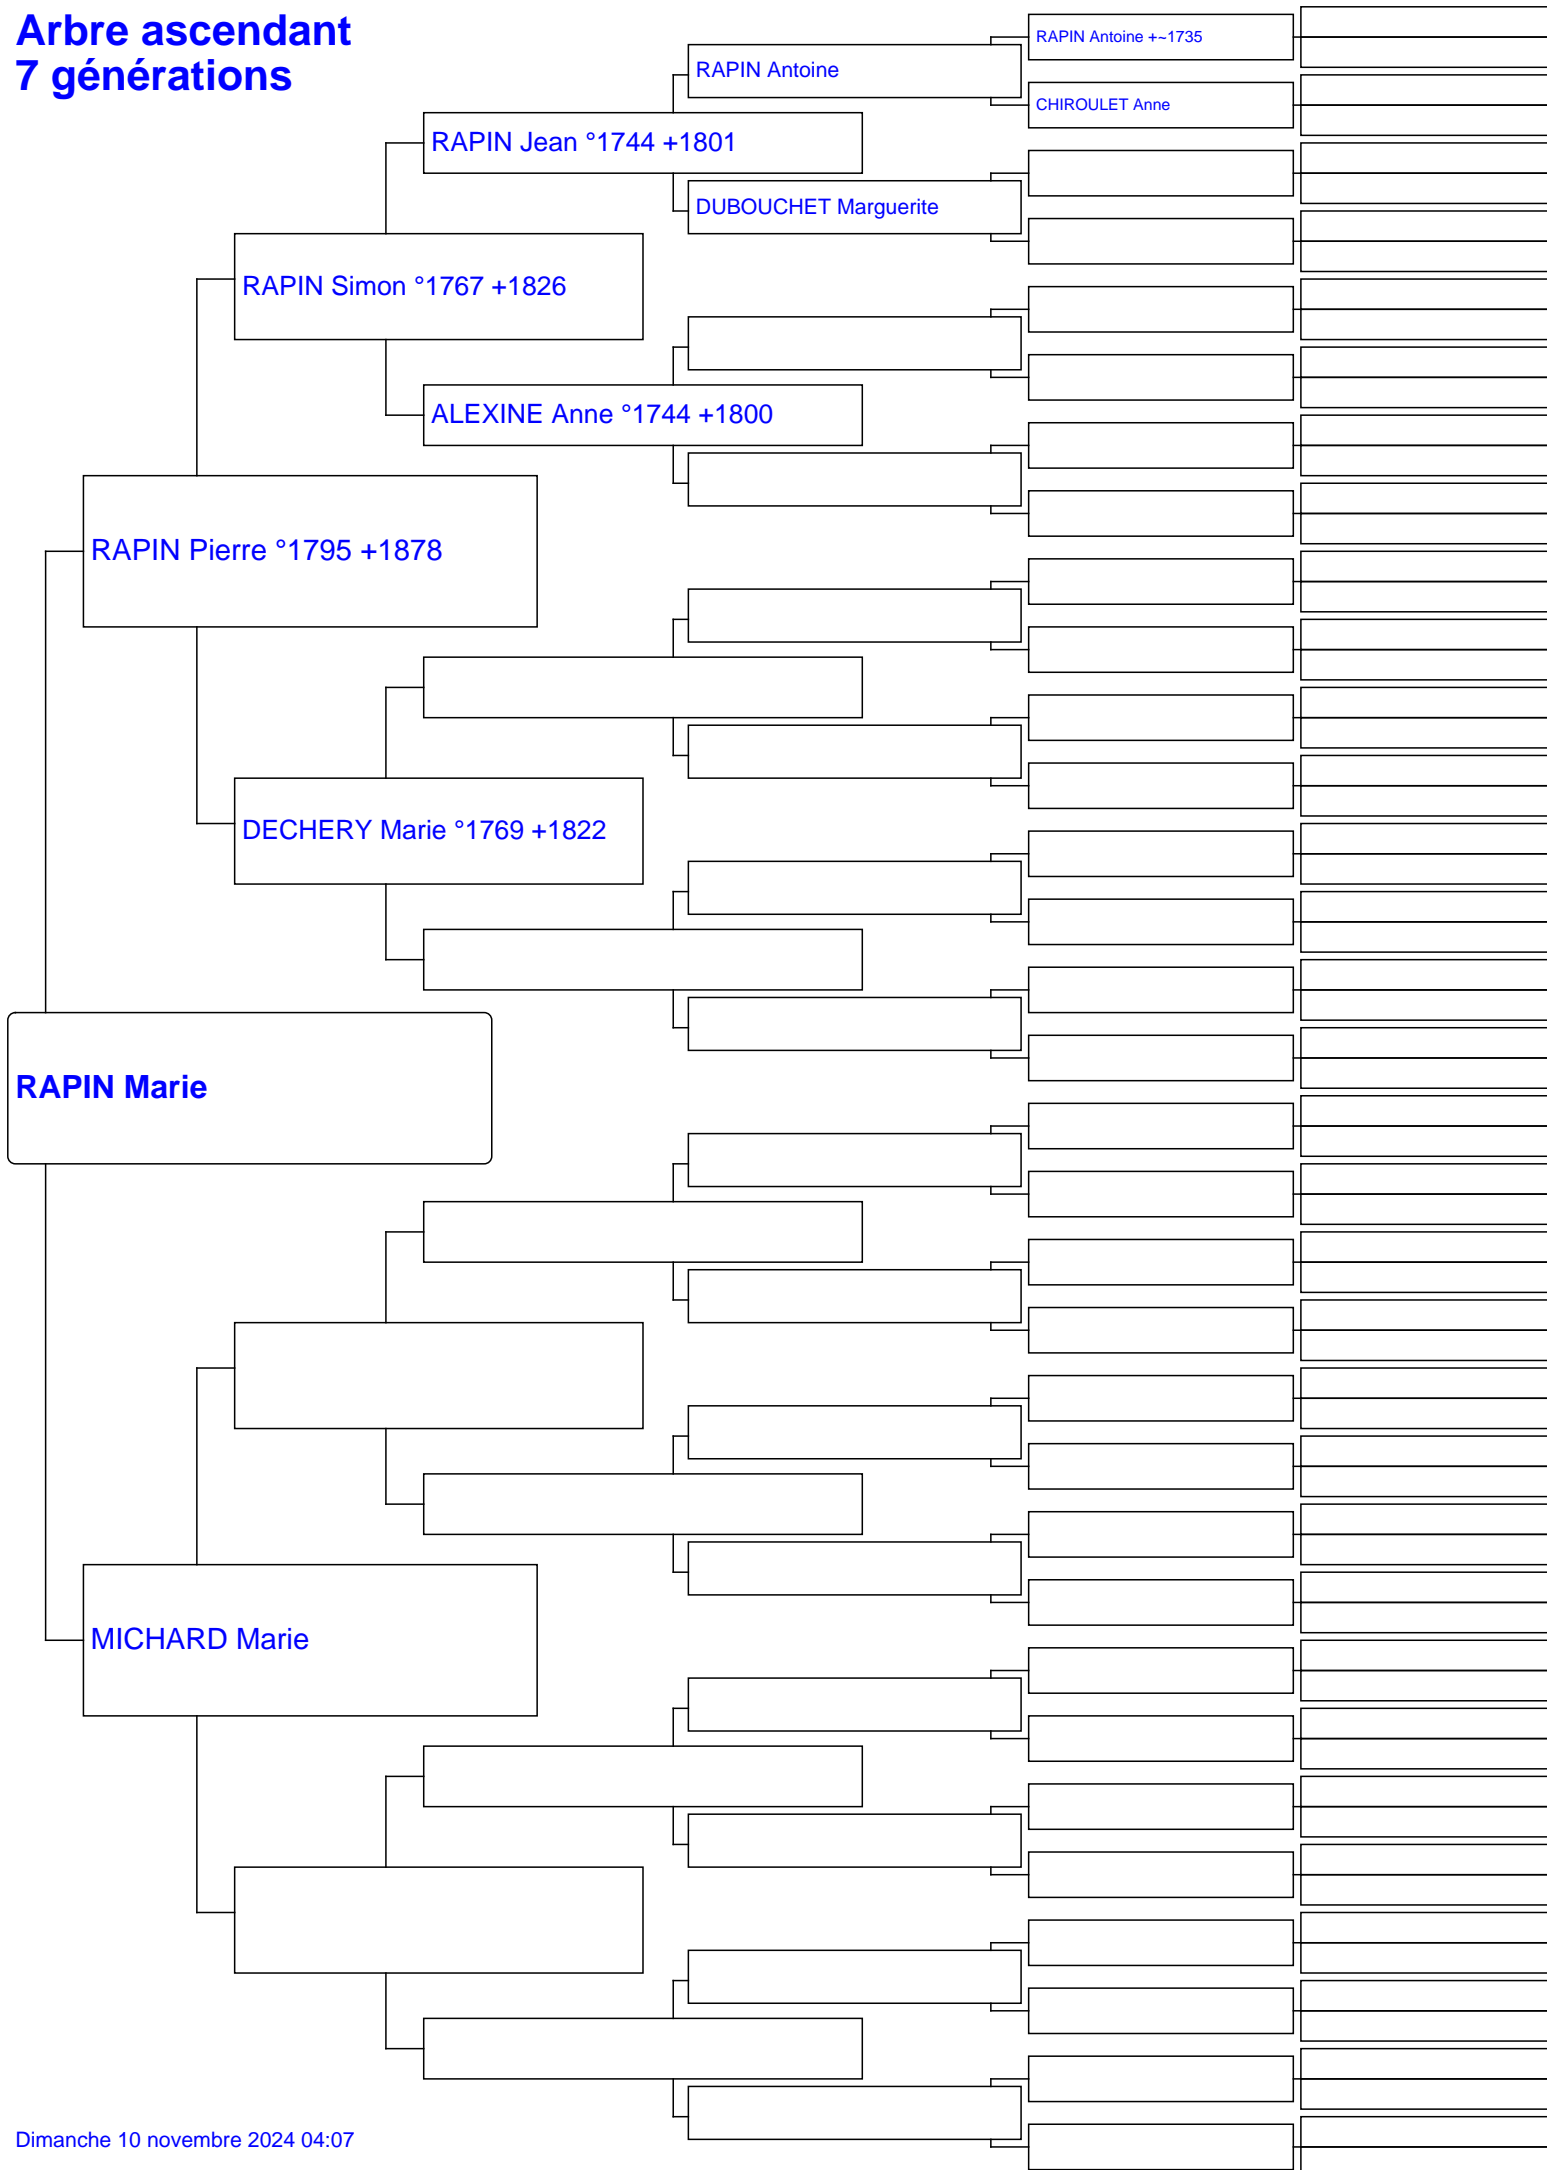 Arbre ascendant
7 générations
RAPIN Antoine +~1735
RAPIN Antoine
CHIROULET Anne
RAPIN Jean °1744 +1801
DUBOUCHET Marguerite
RAPIN Simon °1767 +1826
ALEXINE Anne °1744 +1800
RAPIN Pierre °1795 +1878
DECHERY Marie °1769 +1822
RAPIN Marie
MICHARD Marie
Dimanche 10 novembre 2024 04:07